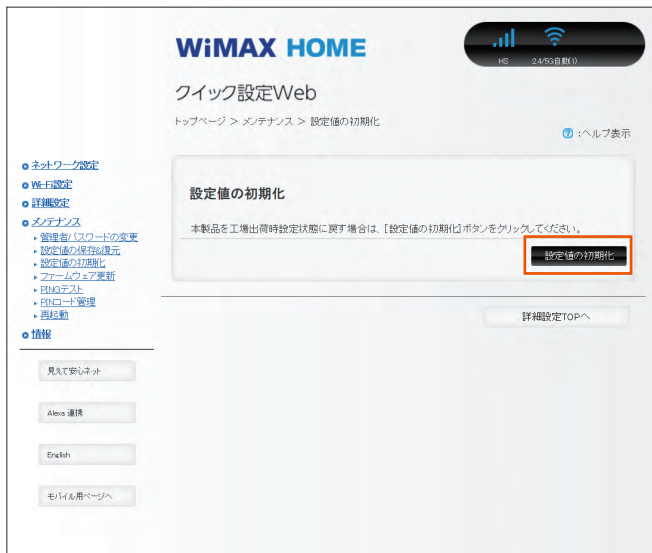 WiMAX HOME
HS 2.4/5G自動(1)
クイック設定Web
トップページ > メンテナンス > 設定値の初期化
?:ヘルプ表示
ネットワーク設定
Wi-Fi設定
詳細設定
メンテナンス
管理者パスワードの変更
設定値の保存&復元
設定値の初期化
ファームウェア更新
PINGテスト
PINコード管理
再起動
情報
見えて安心ネット
Alexa 連携
English
モバイル用ページへ
設定値の初期化
本製品を工場出荷時設定状態に戻す場合は、[設定値の初期化]ボタンをクリックしてください。
設定値の初期化
詳細設定TOPへ